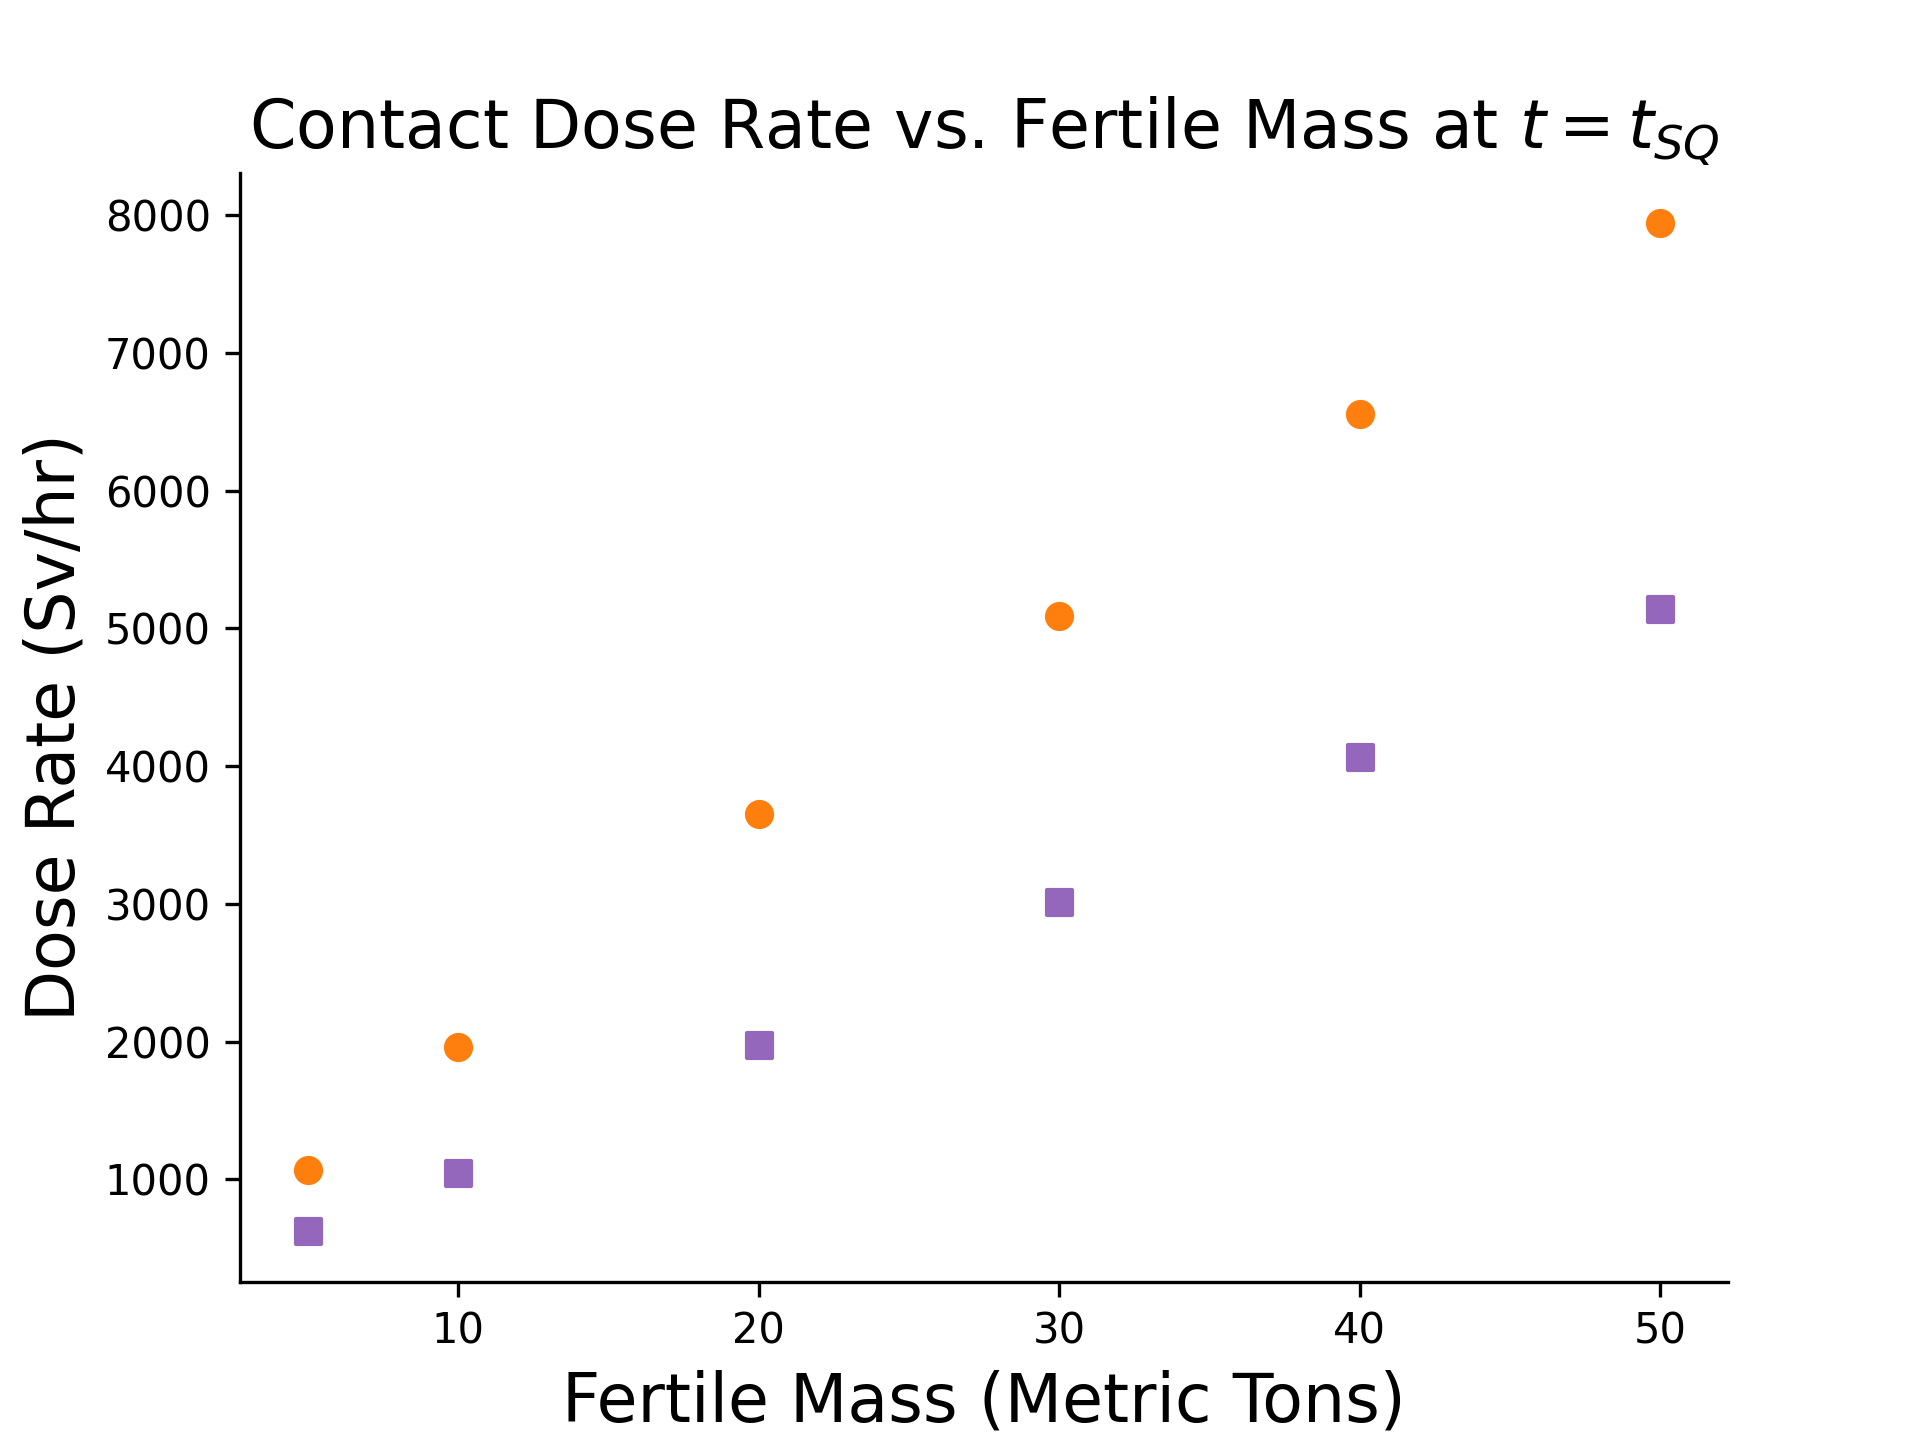 Contact Dose Rate vs. Fertile Mass at t = t_SQ
8000
7000
6000
5000
4000
3000
2000
1000
Dose Rate (Sv/hr)
10 20 30 40 50
Fertile Mass (Metric Tons)